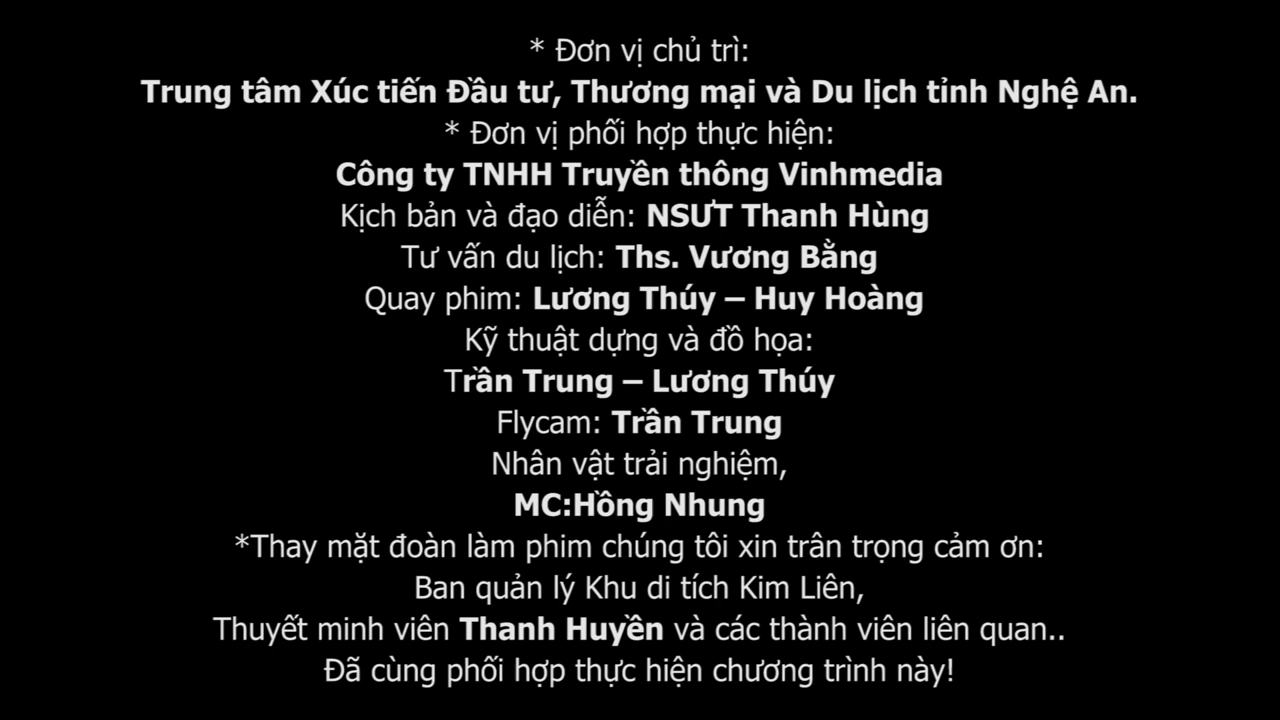 * Đơn vị chủ trì:
Trung tâm Xúc tiến Đầu tư, Thương mại và Du lịch tỉnh Nghệ An.
* Đơn vị phối hợp thực hiện:
Công ty TNHH Truyền thông Vinhmedia
Kịch bản và đạo diễn: NSƯT Thanh Hùng
Tư vấn du lịch: Ths. Vương Bằng
Quay phim: Lương Thúy – Huy Hoàng
Kỹ thuật dựng và đồ họa:
Trần Trung – Lương Thúy
Flycam: Trần Trung
Nhân vật trải nghiệm,
MC:Hồng Nhung
*Thay mặt đoàn làm phim chúng tôi xin trân trọng cảm ơn:
Ban quản lý Khu di tích Kim Liên,
Thuyết minh viên Thanh Huyền và các thành viên liên quan..
Đã cùng phối hợp thực hiện chương trình này!